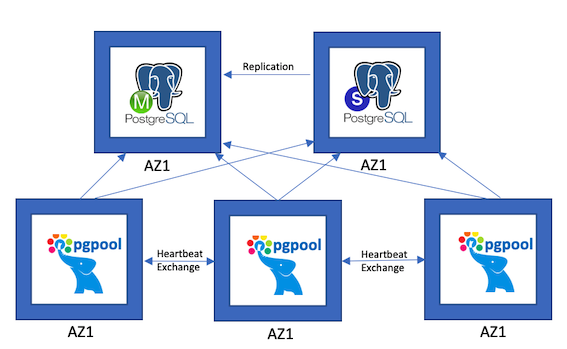 Replication
M
PostgreSQL
S
PostgreSQL
AZ1
AZ1
pgpool
Heartbeat
Exchange
pgpool
Heartbeat
Exchange
pgpool
AZ1
AZ1
AZ1